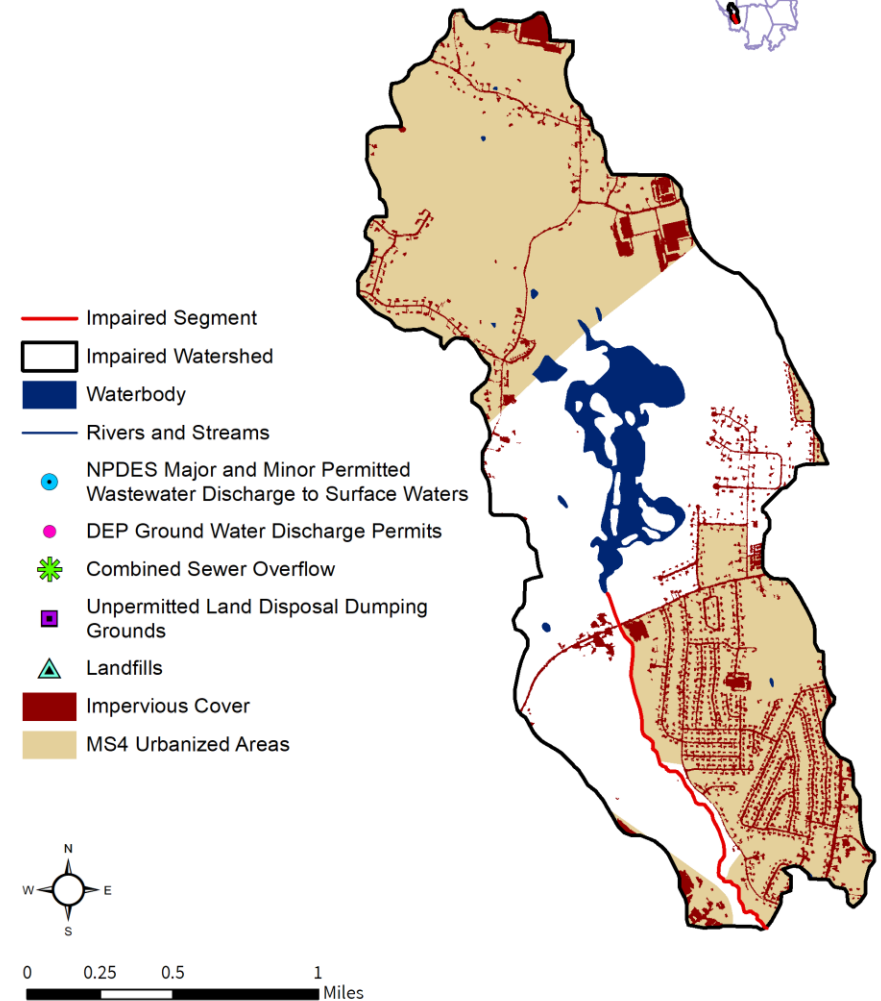 Impaired Segment
Impaired Watershed
Waterbody
Rivers and Streams
NPDES Major and Minor Permitted
Wastewater Discharge to Surface Waters
DEP Ground Water Discharge Permits
Combined Sewer Overflow
Unpermitted Land Disposal Dumping
Grounds
Landfills
Impervious Cover
MS4 Urbanized Areas
N
W E
S
0 0.25 0.5 1
Miles